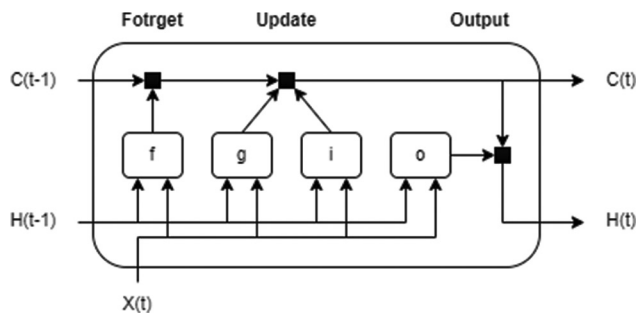 Fotrget Update Output
C(t-1) C(t)
f g i o
H(t-1) H(t)
X(t)